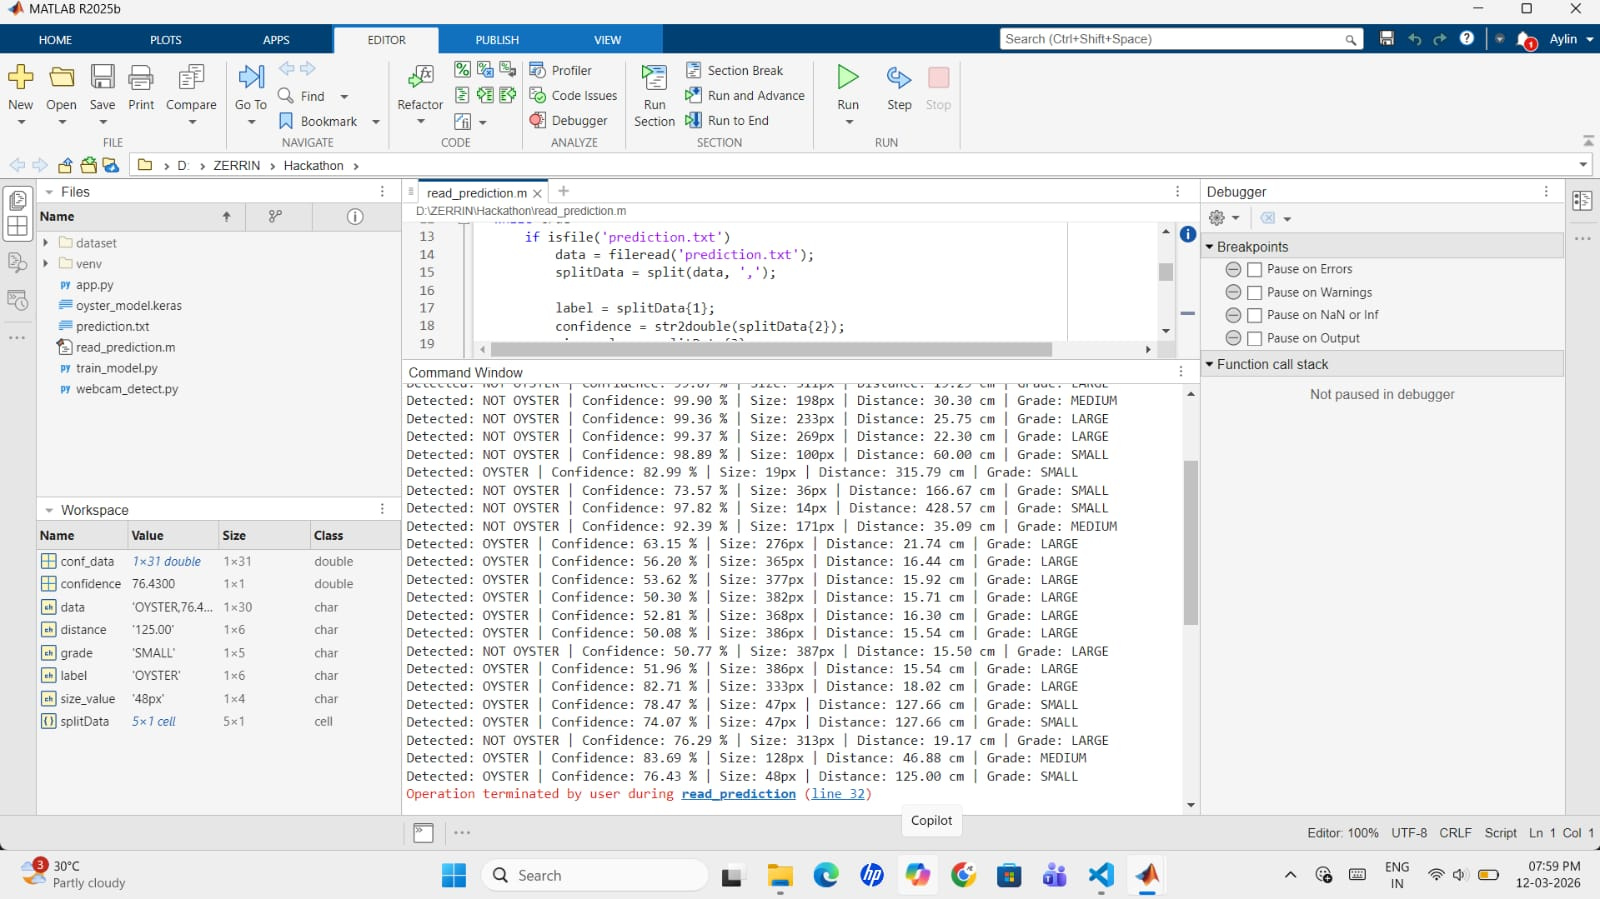 MATLAB R2025b
HOME PLOTS APPS EDITOR PUBLISH VIEW Search (Ctrl+Shift+Space) 1 Aylin
New Open Save Print Compare
FILE
Go To Find Bookmark
NAVIGATE
Refactor
CODE
Profiler
Code Issues
Debugger
ANALYZE
Run Section
Section Break
Run and Advance
Run to End
SECTION
Run Step Stop
RUN
D: ZERRIN Hackathon
Files
Name
dataset
venv
app.py
oyster_model.keras
prediction.txt
read_prediction.m
train_model.py
webcam_detect.py
Workspace
Name Value Size Class
conf_data 1×31 double 1×31 double
confidence 76.4300 1×1 double
data 'OYSTER,76.4... 1×30 char
distance '125.00' 1×6 char
grade 'SMALL' 1×5 char
label 'OYSTER' 1×6 char
size_value '48px' 1×4 char
splitData 5×1 cell 5×1 cell
read_prediction.m
D:\ZERRIN\Hackathon\read_prediction.m
13 if isfile('prediction.txt')
14 data = fileread('prediction.txt');
15 splitData = split(data, ',');
16
17 label = splitData{1};
18 confidence = str2double(splitData{2});
19
Command Window
Detected: NOT OYSTER | Confidence: 99.87 % | Size: 311px | Distance: 19.29 cm | Grade: LARGE
Detected: NOT OYSTER | Confidence: 99.90 % | Size: 198px | Distance: 30.30 cm | Grade: MEDIUM
Detected: NOT OYSTER | Confidence: 99.36 % | Size: 233px | Distance: 25.75 cm | Grade: LARGE
Detected: NOT OYSTER | Confidence: 99.37 % | Size: 269px | Distance: 22.30 cm | Grade: LARGE
Detected: NOT OYSTER | Confidence: 98.89 % | Size: 100px | Distance: 60.00 cm | Grade: SMALL
Detected: OYSTER | Confidence: 82.99 % | Size: 19px | Distance: 315.79 cm | Grade: SMALL
Detected: NOT OYSTER | Confidence: 73.57 % | Size: 36px | Distance: 166.67 cm | Grade: SMALL
Detected: NOT OYSTER | Confidence: 97.82 % | Size: 14px | Distance: 428.57 cm | Grade: SMALL
Detected: NOT OYSTER | Confidence: 92.39 % | Size: 171px | Distance: 35.09 cm | Grade: MEDIUM
Detected: OYSTER | Confidence: 63.15 % | Size: 276px | Distance: 21.74 cm | Grade: LARGE
Detected: OYSTER | Confidence: 56.20 % | Size: 365px | Distance: 16.44 cm | Grade: LARGE
Detected: OYSTER | Confidence: 53.62 % | Size: 377px | Distance: 15.92 cm | Grade: LARGE
Detected: OYSTER | Confidence: 50.30 % | Size: 382px | Distance: 15.71 cm | Grade: LARGE
Detected: OYSTER | Confidence: 52.81 % | Size: 368px | Distance: 16.30 cm | Grade: LARGE
Detected: OYSTER | Confidence: 50.08 % | Size: 386px | Distance: 15.54 cm | Grade: LARGE
Detected: NOT OYSTER | Confidence: 50.77 % | Size: 387px | Distance: 15.50 cm | Grade: LARGE
Detected: OYSTER | Confidence: 51.96 % | Size: 386px | Distance: 15.54 cm | Grade: LARGE
Detected: OYSTER | Confidence: 82.71 % | Size: 333px | Distance: 18.02 cm | Grade: LARGE
Detected: OYSTER | Confidence: 78.47 % | Size: 47px | Distance: 127.66 cm | Grade: SMALL
Detected: OYSTER | Confidence: 74.07 % | Size: 47px | Distance: 127.66 cm | Grade: SMALL
Detected: NOT OYSTER | Confidence: 76.29 % | Size: 313px | Distance: 19.17 cm | Grade: LARGE
Detected: OYSTER | Confidence: 83.69 % | Size: 128px | Distance: 46.88 cm | Grade: MEDIUM
Detected: OYSTER | Confidence: 76.43 % | Size: 48px | Distance: 125.00 cm | Grade: SMALL
Operation terminated by user during read_prediction (line 32)
Debugger
Breakpoints
Pause on Errors
Pause on Warnings
Pause on NaN or Inf
Pause on Output
Function call stack
Not paused in debugger
Copilot
Editor: 100% UTF-8 CRLF Script Ln 1 Col 1
3 30°C
Partly cloudy
Search
ENG
IN
07:59 PM
12-03-2026